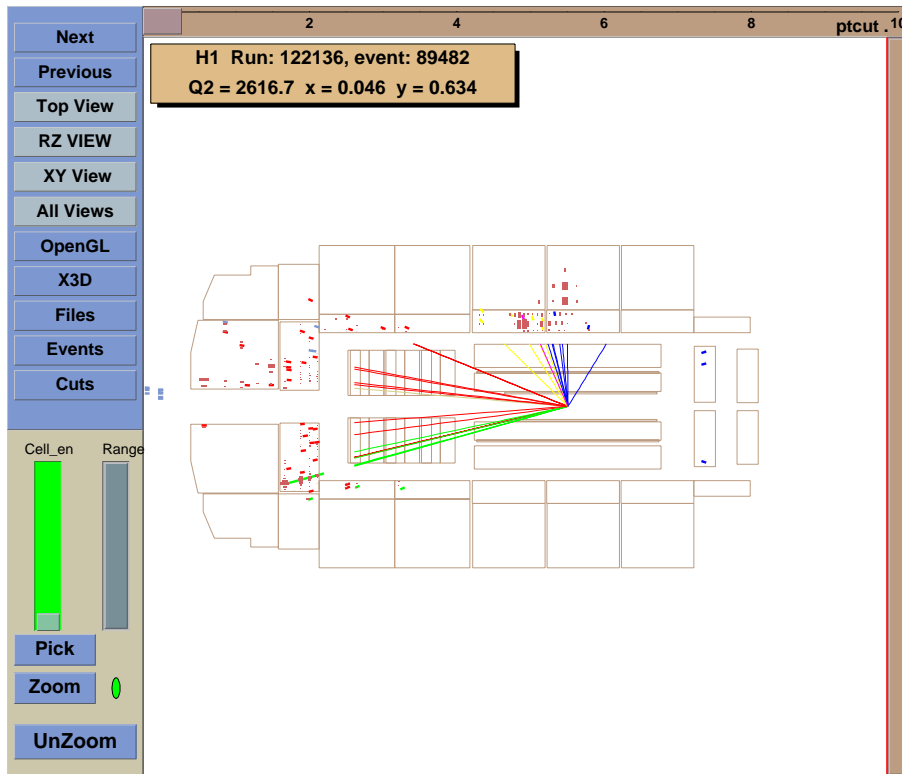 2 4 6 8 10
ptcut .
Next
Previous
Top View
RZ VIEW
XY View
All Views
OpenGL
X3D
Files
Events
Cuts
H1 Run: 122136, event: 89482
Q2 = 2616.7 x = 0.046 y = 0.634
Cell_en Range
Pick
Zoom
UnZoom